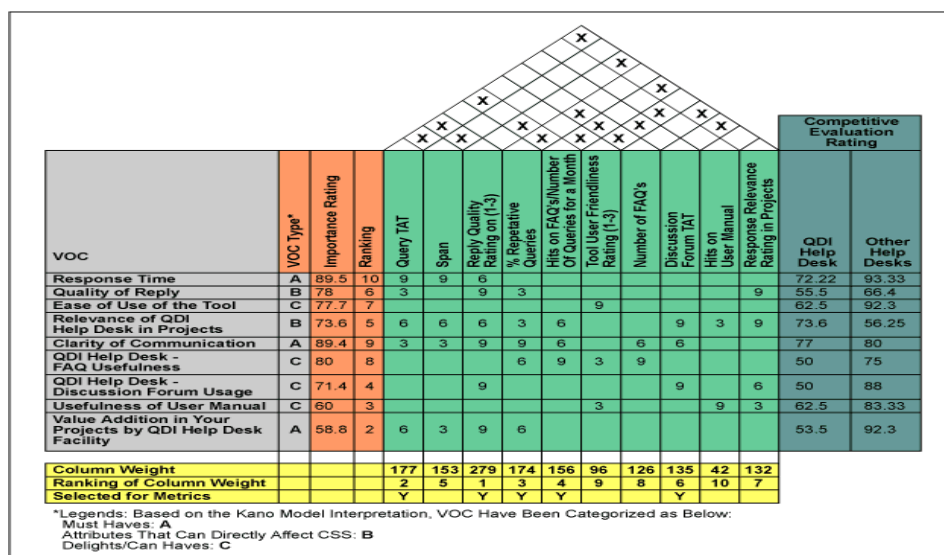 X
X
X X
X X X X
X X X X X X
Competitive
Evaluation
Rating
VOC VOC Type* Importance Rating Ranking Query TAT Span Reply Quality Rating on (1-3) % Repetative Queries Hits on FAQ's/Number Of Queries for a Month Tool User Friendliness Rating (1-3) Number of FAQ's Discussion Forum TAT Hits on User Manual Response Relevance Rating in Projects QDI Help Desk Other Help Desks
Response Time A 89.5 10 9 9 6 72.22 93.33
Quality of Reply B 78 6 3 9 3 9 55.5 66.4
Ease of Use of the Tool C 77.7 7 9 62.5 92.3
Relevance of QDI
Help Desk in Projects B 73.6 5 6 6 6 3 6 9 3 9 73.6 56.25
Clarity of Communication A 89.4 9 3 3 9 9 6 6 6 77 80
QDI Help Desk -
FAQ Usefulness C 80 8 6 9 3 9 50 75
QDI Help Desk -
Discussion Forum Usage C 71.4 4 9 9 6 50 88
Usefulness of User Manual C 60 3 3 9 3 62.5 83.33
Value Addition in Your
Projects by QDI Help Desk
Facility A 58.8 2 6 3 9 6 53.5 92.3
Column Weight 177 153 279 174 156 96 126 135 42 132
Ranking of Column Weight 2 5 1 3 4 9 8 6 10 7
Selected for Metrics Y Y Y Y Y
*Legends: Based on the Kano Model Interpretation, VOC Have Been Categorized as Below:
Must Haves: A
Attributes That Can Directly Affect CSS: B
Delights/Can Haves: C